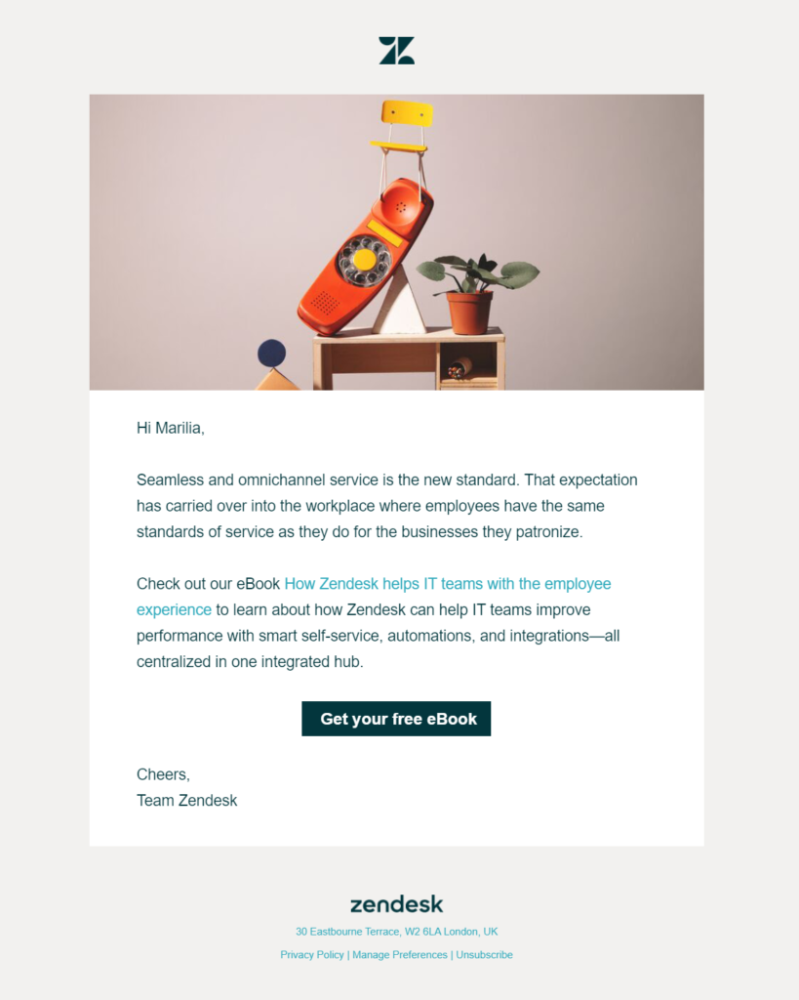 Hi Marilia,
Seamless and omnichannel service is the new standard. That expectation
has carried over into the workplace where employees have the same
standards of service as they do for the businesses they patronize.
Check out our eBook How Zendesk helps IT teams with the employee
experience to learn about how Zendesk can help IT teams improve
performance with smart self-service, automations, and integrations—all
centralized in one integrated hub.
Get your free eBook
Cheers,
Team Zendesk
zendesk
30 Eastbourne Terrace, W2 6LA London, UK
Privacy Policy | Manage Preferences | Unsubscribe